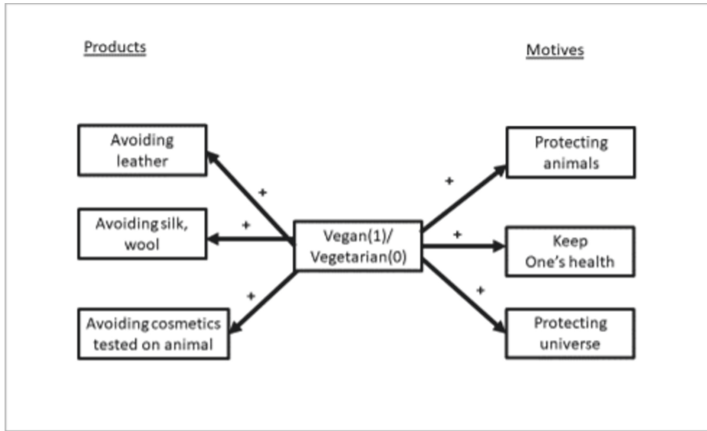 Products
Motives
Avoiding
leather
Protecting
animals
+
+
Avoiding silk,
wool
+
Vegan(1)/
Vegetarian(0)
+
Keep
One's health
+
+
Avoiding cosmetics
tested on animal
Protecting
universe